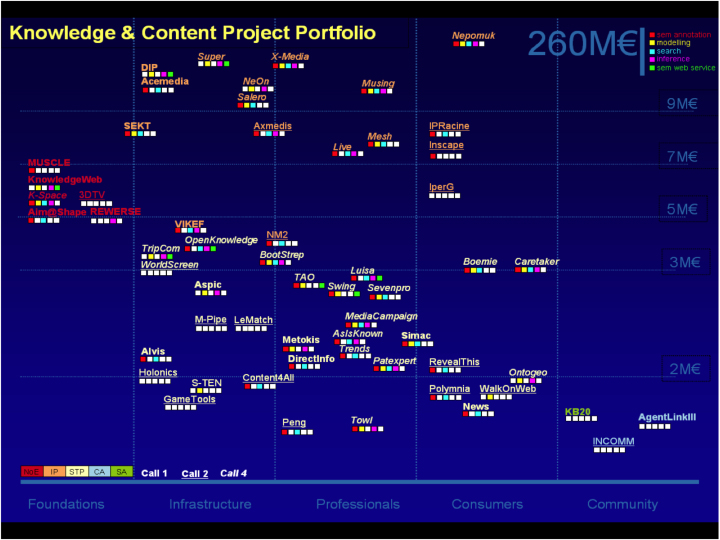 Knowledge & Content Project Portfolio
260M€
sem annotation
modelling
search
inference
sem web service
Nepomuk
Super
X-Media
DIP
Acemedia
NeOn
Musing
Salero
9M€
SEKT
Axmedis
IPRacine
Mesh
Live
Inscape
7M€
MUSCLE
KnowledgeWeb
K-Space
3DTV
IperG
Aim@Shape
REWERSE
5M€
VIKEF
OpenKnowledge
NM2
TripCom
WorldScreen
BootStrep
Boemie
Caretaker
3M€
Luisa
TAO
Aspic
Swing
Sevenpro
M-Pipe
LeMatch
MediaCampaign
AsIsKnown
Simac
Metokis
Trends
Alvis
DirectInfo
Patexpert
RevealThis
2M€
Holonics
S-TEN
Content4All
Ontogeo
GameTools
Polymnia
WalkOnWeb
News
KB20
AgentLinkIII
Peng
Towl
INCOMM
NoE
IP
STP
CA
SA
Call 1
Call 2
Call 4
Foundations
Infrastructure
Professionals
Consumers
Community